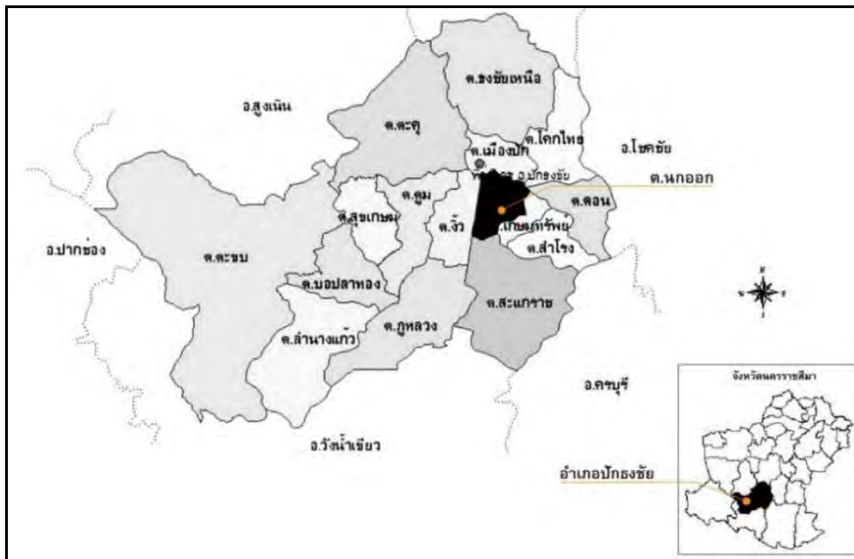 ต.ธงชัยเหนือ
อ.สูงเนิน
ต.ตะคุ
ต.โคกไทย
ต.เมืองปัก
อ.โชคชัย
อ.ปักธงชัย
ต.นกออก
ต.ตูม
ต.ดอน
ต.สุขเกษม
ต.งิ้ว
เกษมทรัพย์
ต.สำโรง
อ.ปากช่อง
ต.ตะขบ
ต.บ่อปลาทอง
ต.สะแกราช
ต.ลำนางแก้ว
ต.ภูหลวง
จังหวัดนครราชสีมา
อ.ครบุรี
อ.วังน้ำเขียว
อำเภอปักธงชัย